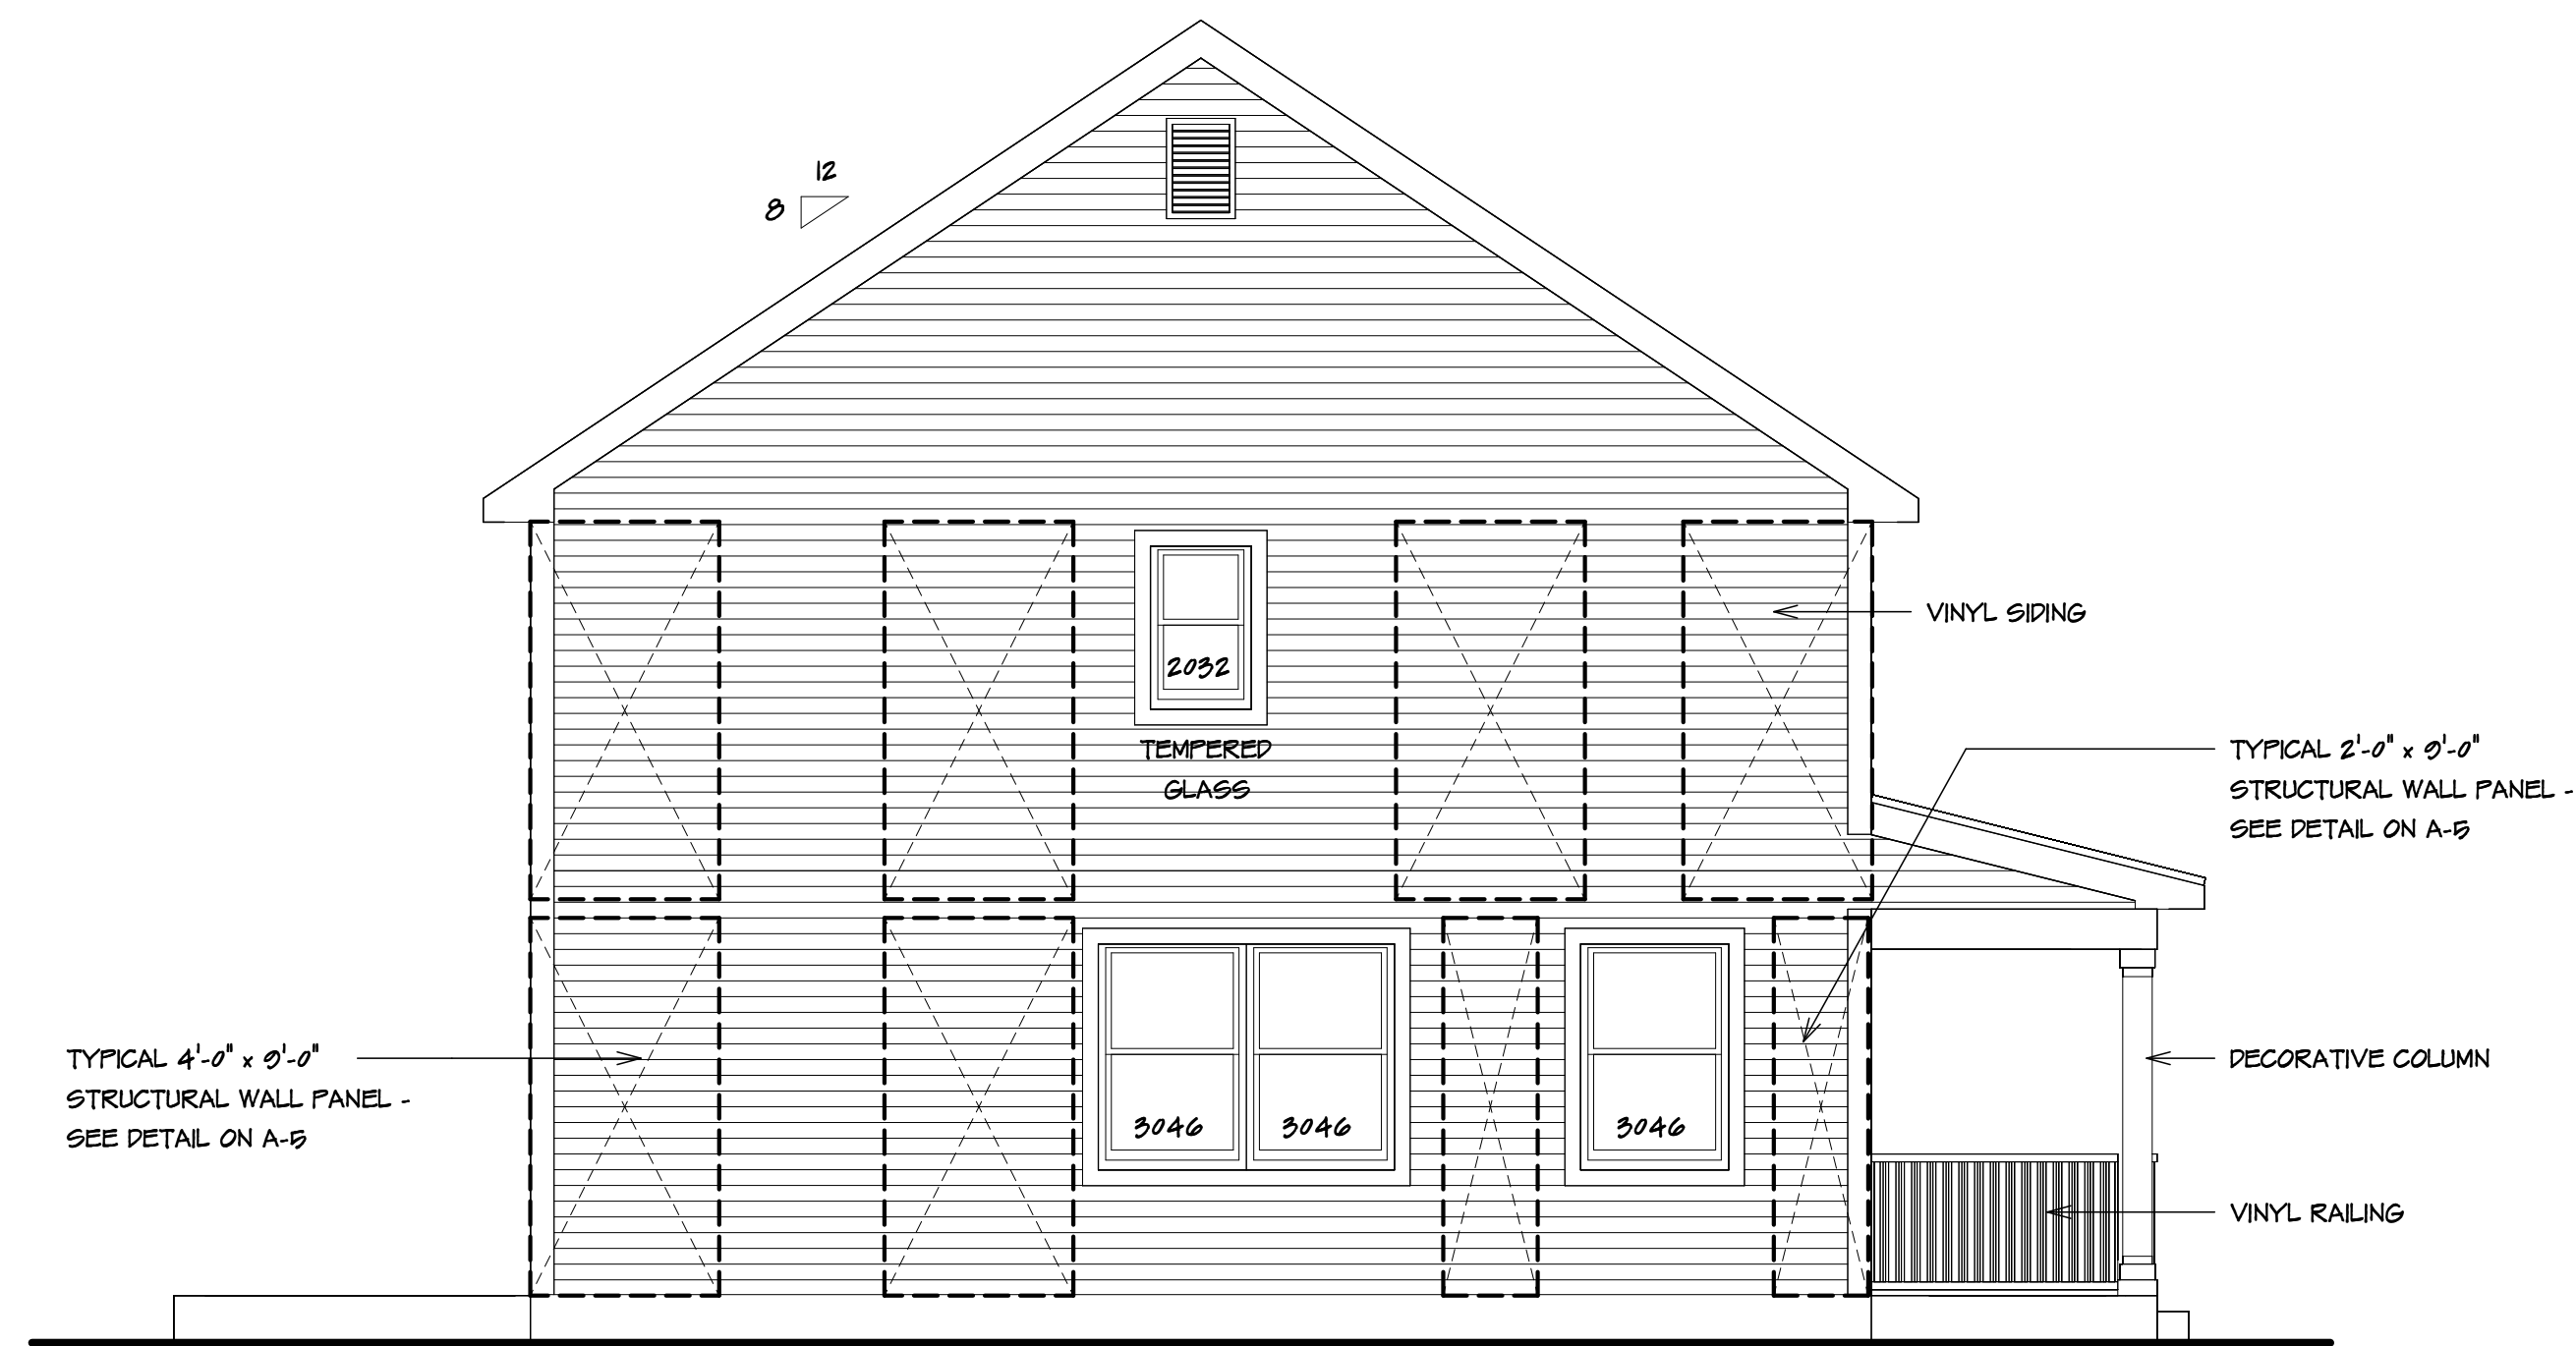 12
8
2032
TEMPERED
GLASS
VINYL SIDING
TYPICAL 2'-0" x 9'-0"
STRUCTURAL WALL PANEL -
SEE DETAIL ON A-5
TYPICAL 4'-0" x 9'-0"
STRUCTURAL WALL PANEL -
SEE DETAIL ON A-5
3046 3046 3046
DECORATIVE COLUMN
VINYL RAILING